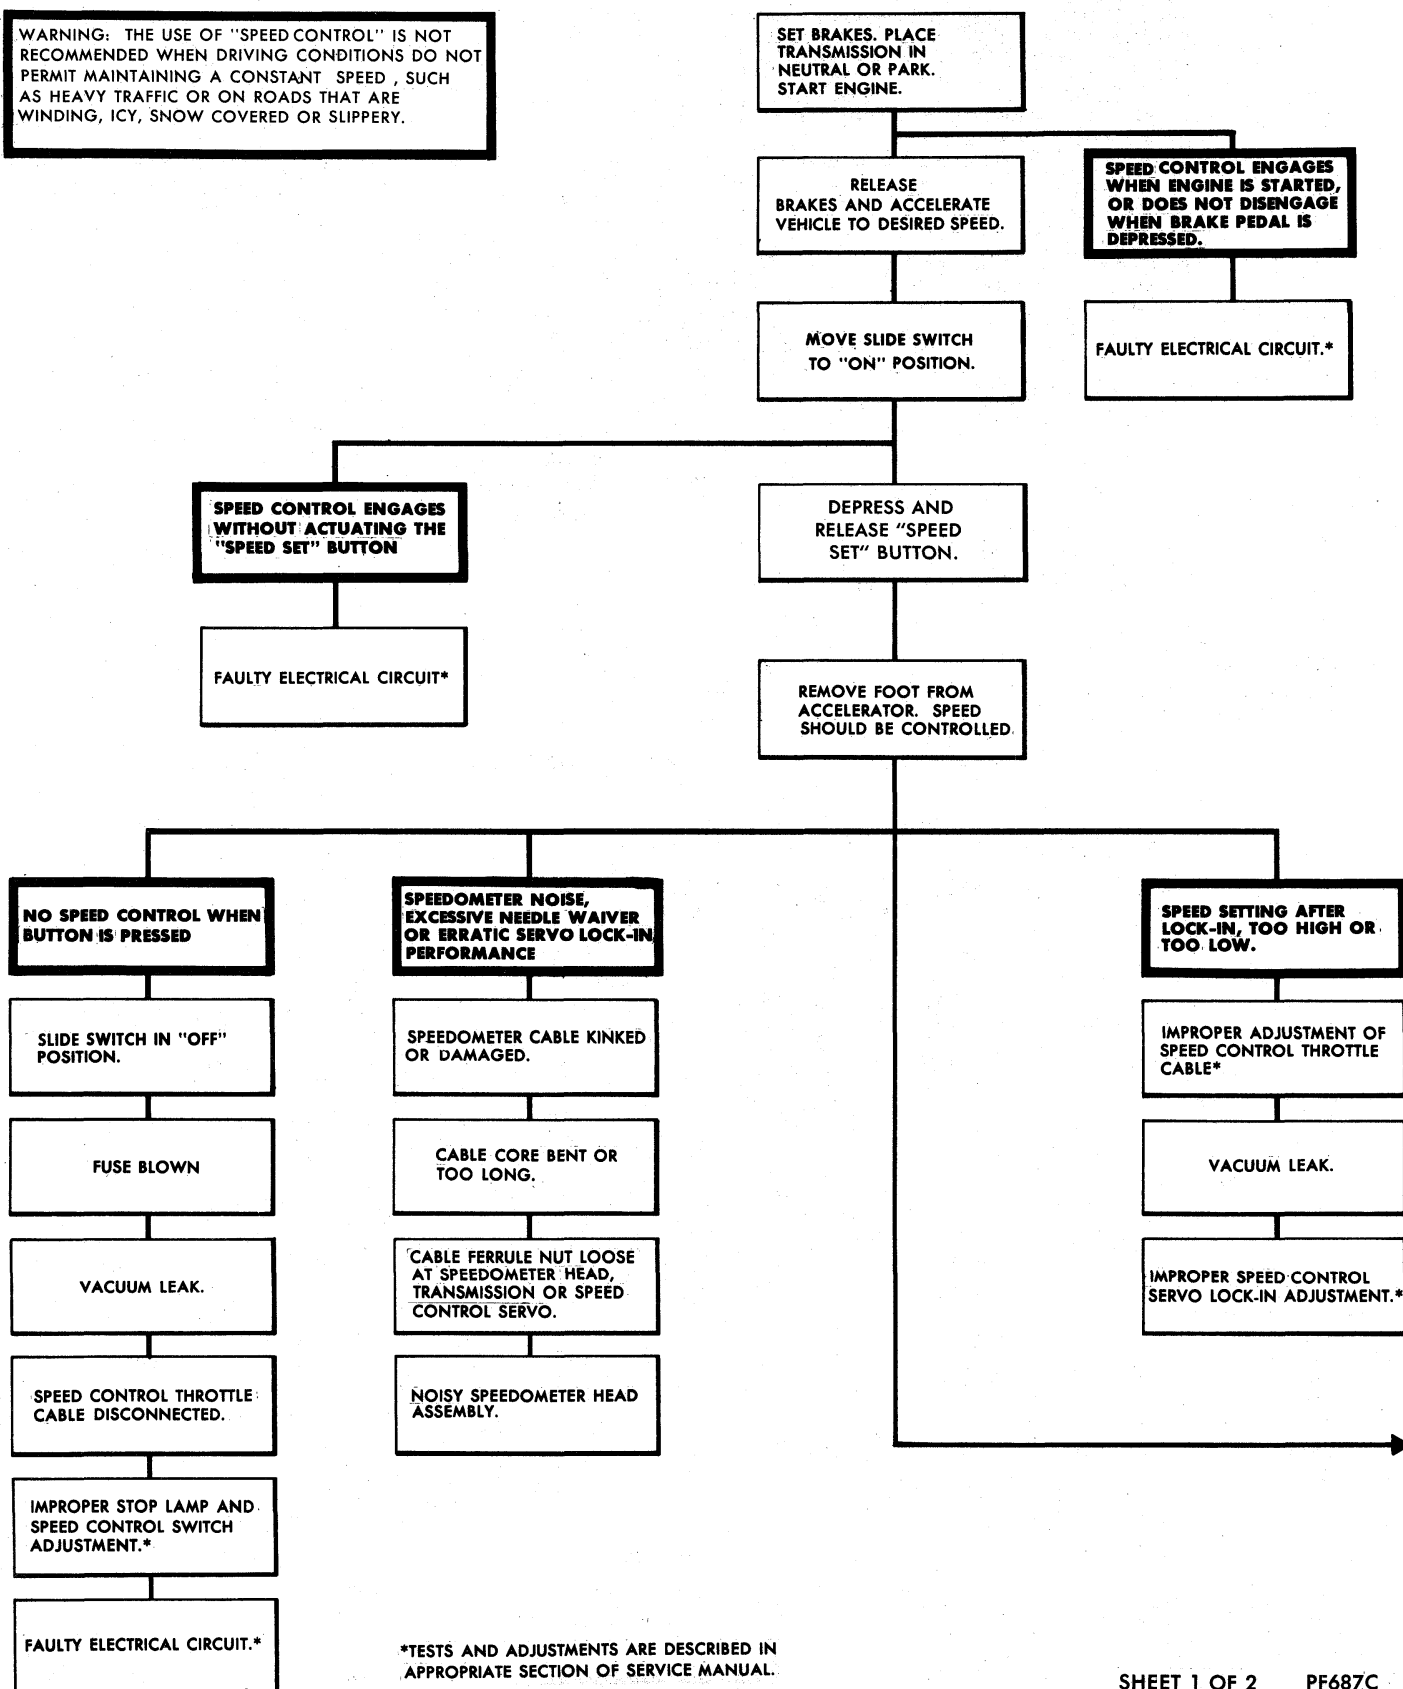 WARNING: THE USE OF "SPEED CONTROL" IS NOT
RECOMMENDED WHEN DRIVING CONDITIONS DO NOT
PERMIT MAINTAINING A CONSTANT SPEED , SUCH
AS HEAVY TRAFFIC OR ON ROADS THAT ARE
WINDING, ICY, SNOW COVERED OR SLIPPERY.
SET BRAKES. PLACE
TRANSMISSION IN
NEUTRAL OR PARK.
START ENGINE.
RELEASE
BRAKES AND ACCELERATE
VEHICLE TO DESIRED SPEED.
SPEED CONTROL ENGAGES
WHEN ENGINE IS STARTED,
OR DOES NOT DISENGAGE
WHEN BRAKE PEDAL IS
DEPRESSED.
MOVE SLIDE SWITCH
TO "ON" POSITION.
FAULTY ELECTRICAL CIRCUIT.*
SPEED CONTROL ENGAGES
WITHOUT ACTUATING THE
"SPEED SET" BUTTON
DEPRESS AND
RELEASE "SPEED
SET" BUTTON.
FAULTY ELECTRICAL CIRCUIT*
REMOVE FOOT FROM
ACCELERATOR. SPEED
SHOULD BE CONTROLLED.
NO SPEED CONTROL WHEN
BUTTON IS PRESSED
SLIDE SWITCH IN "OFF"
POSITION.
FUSE BLOWN
VACUUM LEAK.
SPEED CONTROL THROTTLE
CABLE DISCONNECTED.
IMPROPER STOP LAMP AND
SPEED CONTROL SWITCH
ADJUSTMENT.*
FAULTY ELECTRICAL CIRCUIT.*
SPEEDOMETER NOISE,
EXCESSIVE NEEDLE WAIVER
OR ERRATIC SERVO LOCK-IN
PERFORMANCE
SPEEDOMETER CABLE KINKED
OR DAMAGED.
CABLE CORE BENT OR
TOO LONG.
CABLE FERRULE NUT LOOSE
AT SPEEDOMETER HEAD,
TRANSMISSION OR SPEED
CONTROL SERVO.
NOISY SPEEDOMETER HEAD
ASSEMBLY.
SPEED SETTING AFTER
LOCK-IN, TOO HIGH OR
TOO LOW.
IMPROPER ADJUSTMENT OF
SPEED CONTROL THROTTLE
CABLE*
VACUUM LEAK.
IMPROPER SPEED CONTROL
SERVO LOCK-IN ADJUSTMENT.*
*TESTS AND ADJUSTMENTS ARE DESCRIBED IN
APPROPRIATE SECTION OF SERVICE MANUAL.
SHEET 1 OF 2 PF687C